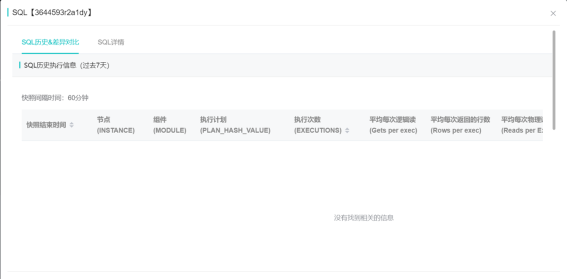 SQL【3644593r2a1dy】
SQL历史&差异对比 SQL详情
SQL历史执行信息（过去7天）
快照间隔时间：60分钟
快照结束时间 节点 组件 执行计划 执行次数 平均每次逻辑读 平均每次返回的行数 平均每次物理
(INSTANCE) (MODULE) (PLAN_HASH_VALUE) (EXECUTIONS) (Gets per exec) (Rows per exec) (Reads per E
没有找到相关的信息